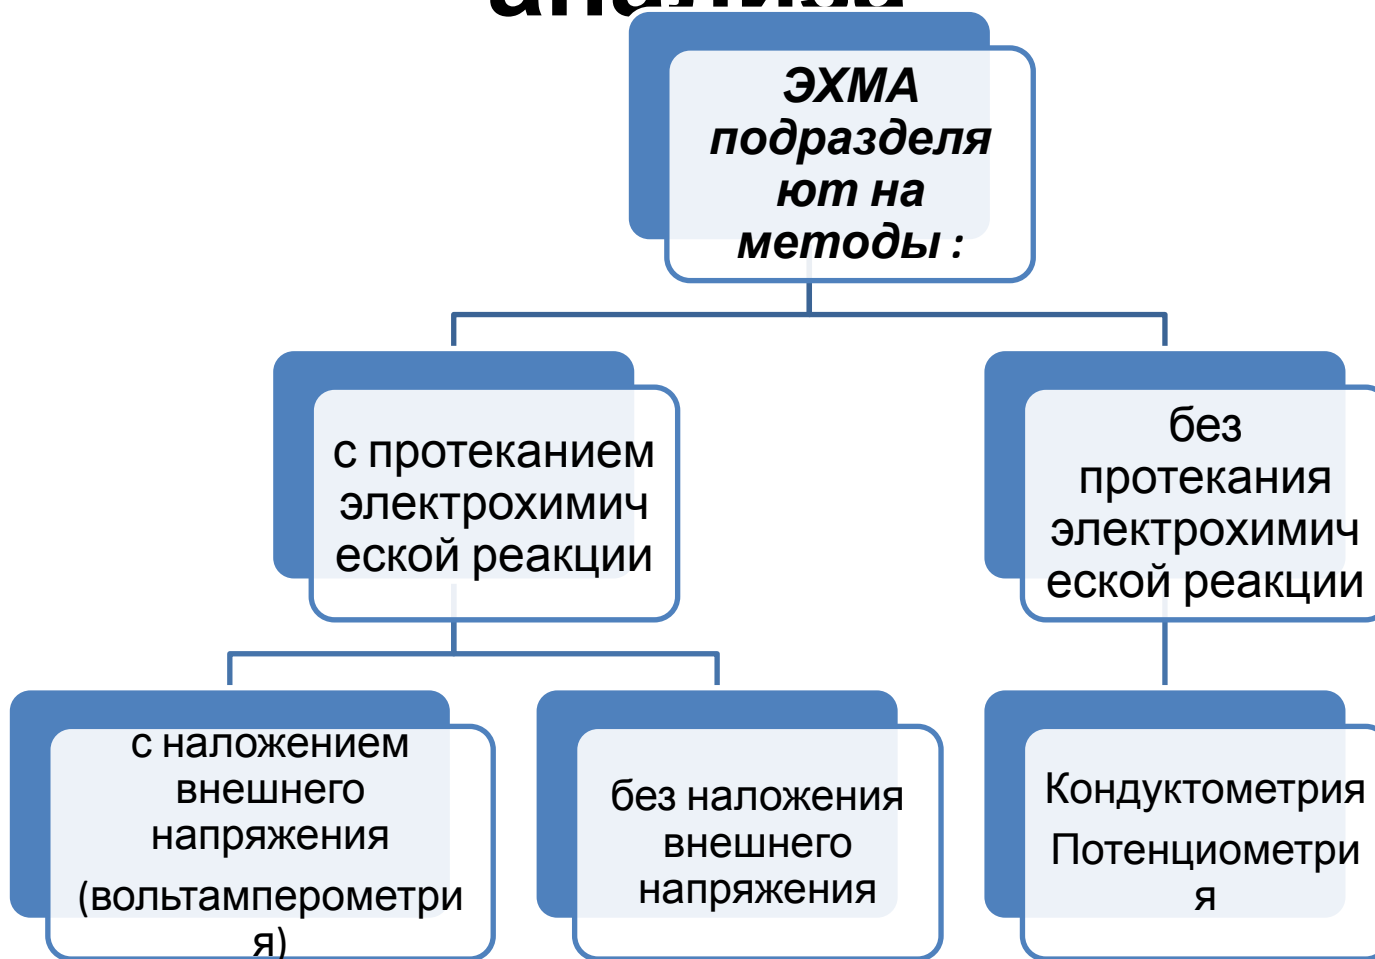 анализа
ЭХМА
подразделя
ют на
методы :
с протеканием
электрохимич
еской реакции
без
протекания
электрохимич
еской реакции
с наложением
внешнего
напряжения
(вольтамперометри
я)
без наложения
внешнего
напряжения
Кондуктометрия
Потенциометри
я